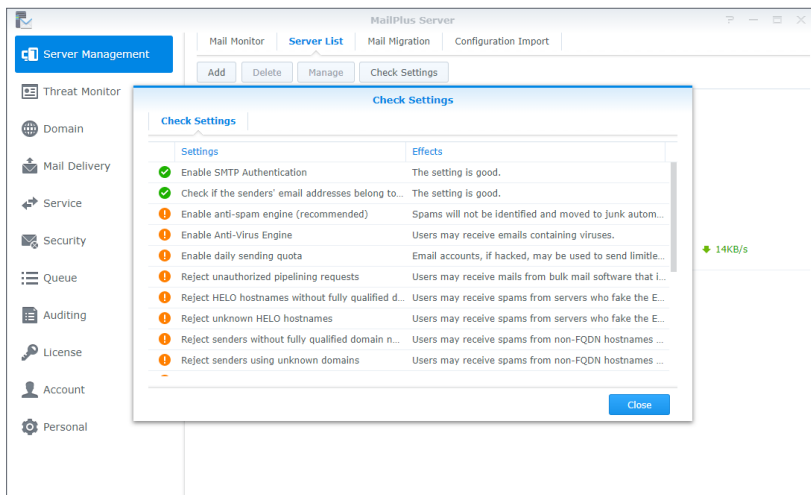 MailPlus Server
Server Management
Threat Monitor
Domain
Mail Delivery
Service
Security
Queue
Auditing
License
Account
Personal
Mail Monitor Server List Mail Migration Configuration Import
Add Delete Manage Check Settings
14KB/s
Check Settings
Check Settings
Settings Effects
Enable SMTP Authentication The setting is good.
Check if the senders' email addresses belong to... The setting is good.
Enable anti-spam engine (recommended) Spams will not be identified and moved to junk autom...
Enable Anti-Virus Engine Users may receive emails containing viruses.
Enable daily sending quota Email accounts, if hacked, may be used to send limitle...
Reject unauthorized pipelining requests Users may receive mails from bulk mail software that i...
Reject HELO hostnames without fully qualified d... Users may receive spams from servers who fake the E...
Reject unknown HELO hostnames Users may receive spams from servers who fake the E...
Reject senders without fully qualified domain n... Users may receive spams from non-FQDN hostnames ...
Reject senders using unknown domains Users may receive spams from non-FQDN hostnames ...
Close